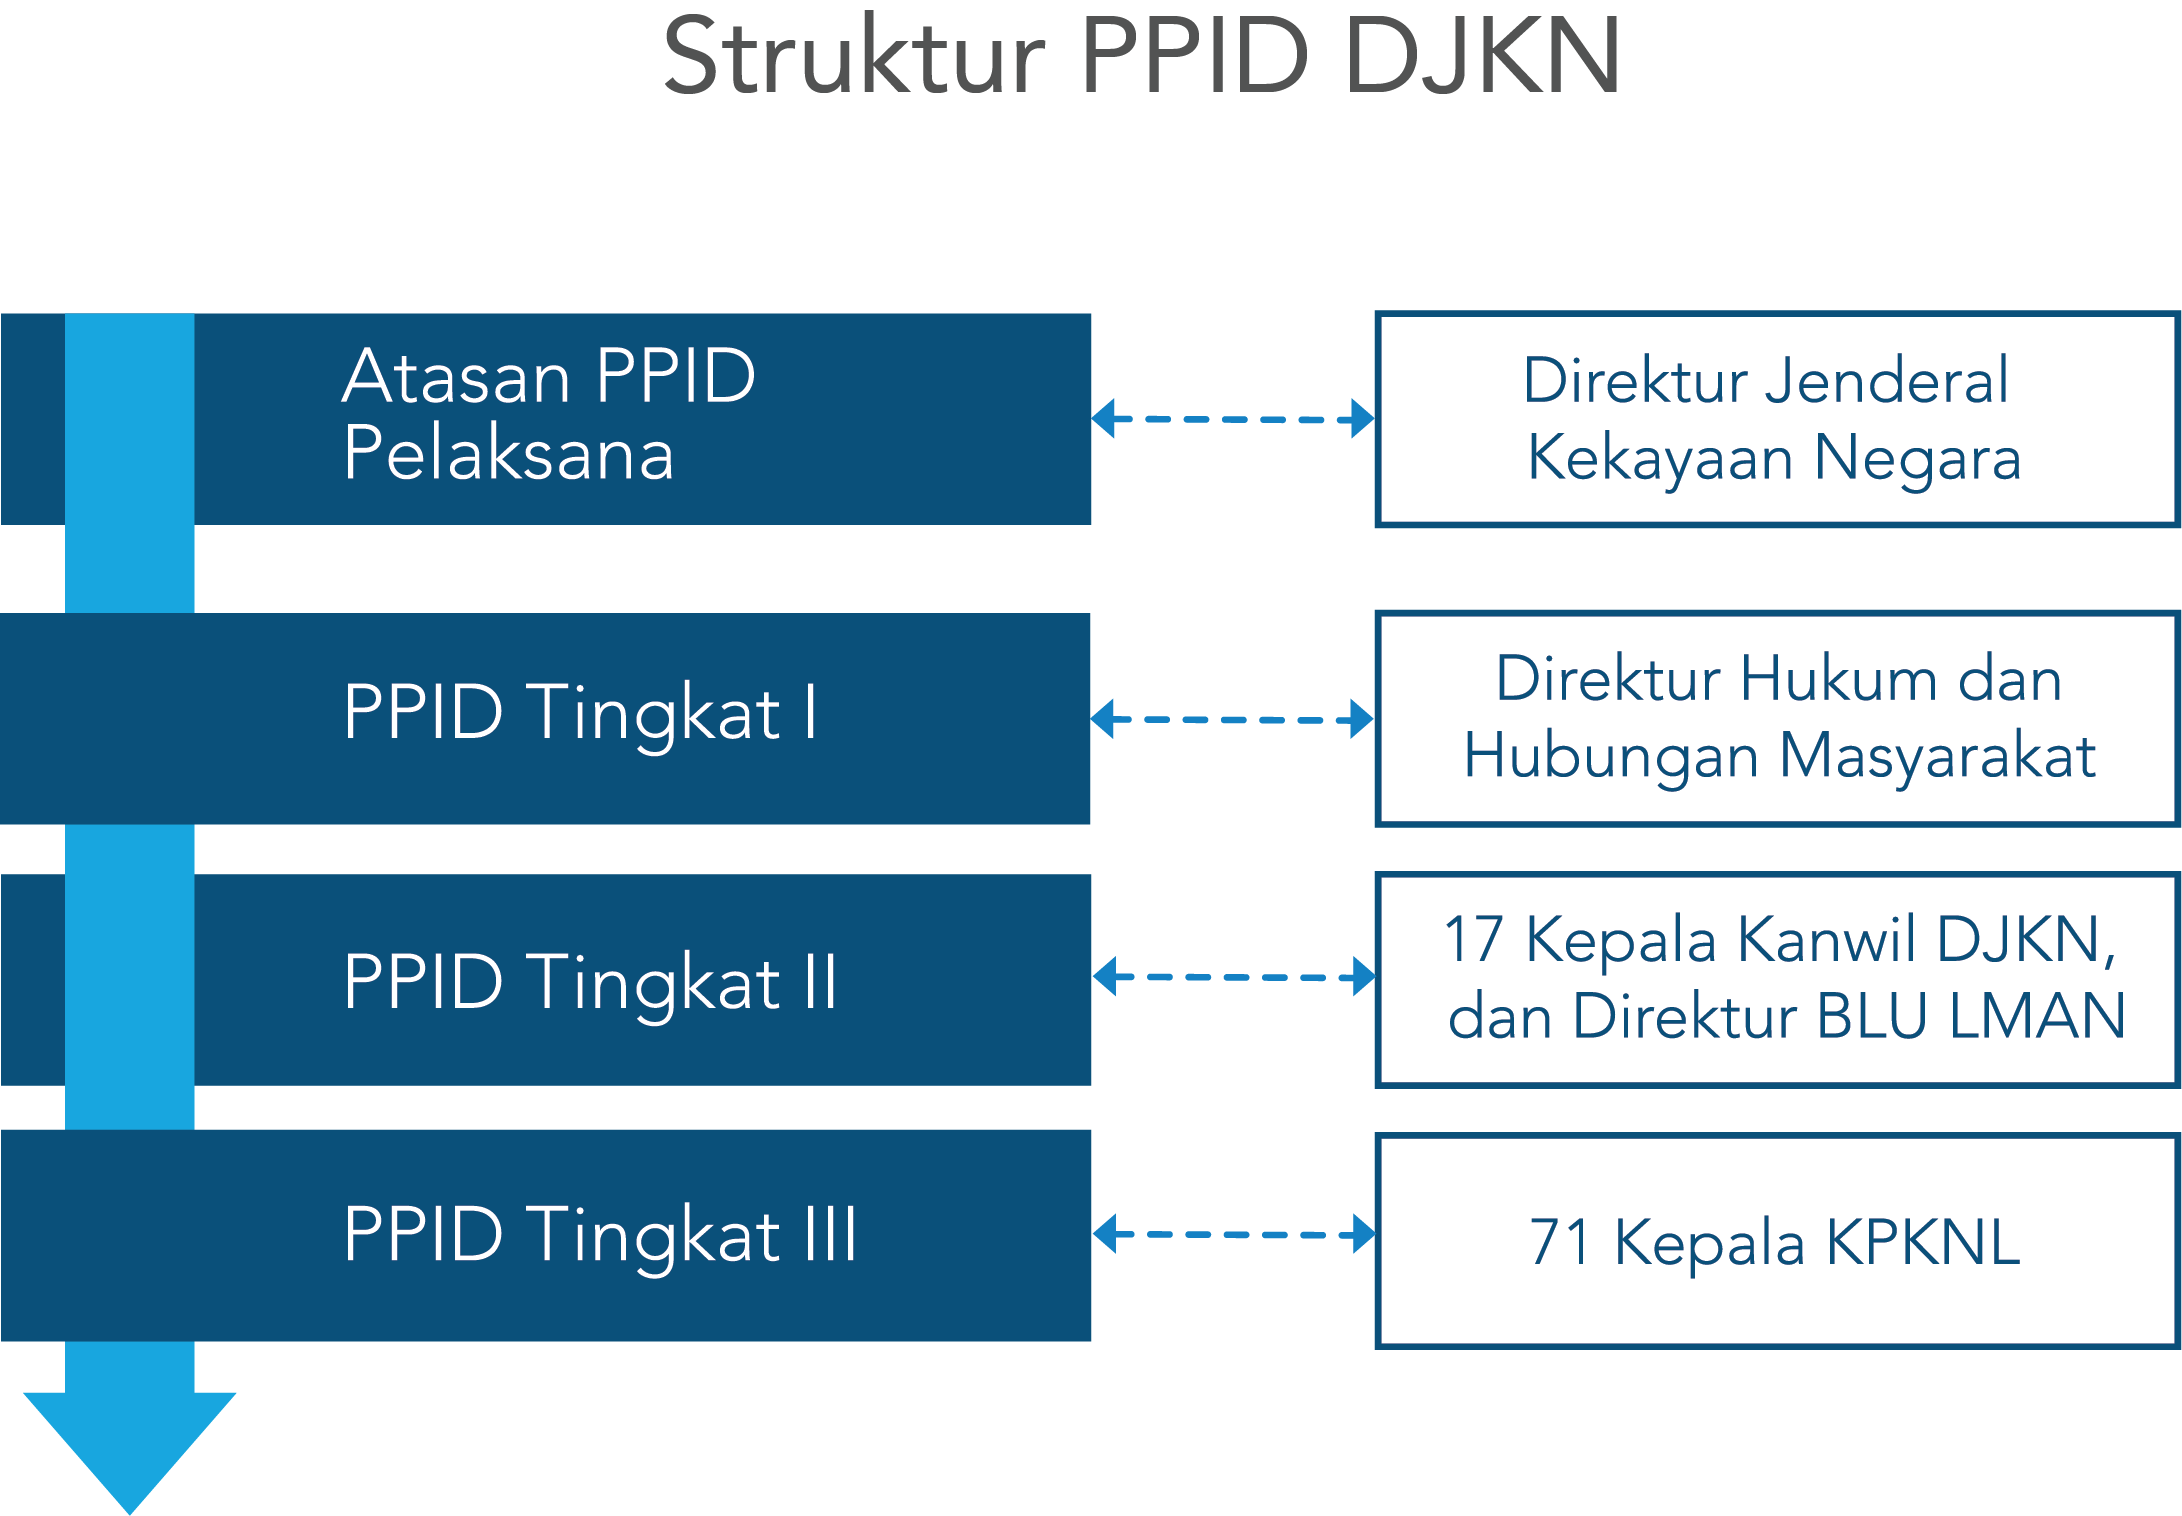 Struktur PPID DJKN
Atasan PPID
Pelaksana
Direktur Jenderal
Kekayaan Negara
PPID Tingkat I
Direktur Hukum dan
Hubungan Masyarakat
PPID Tingkat II
17 Kepala Kanwil DJKN,
dan Direktur BLU LMAN
PPID Tingkat III
71 Kepala KPKNL